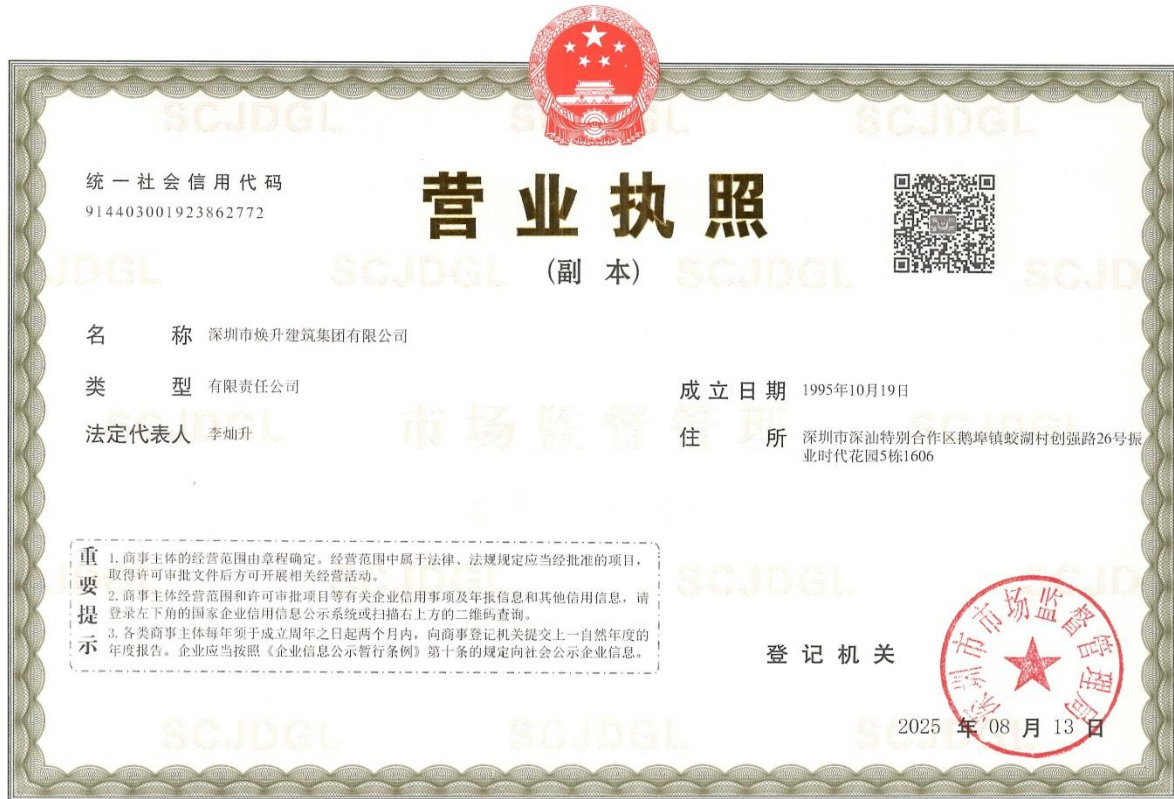 统一社会信用代码
914403001923862772
营业执照
(副 本)
名 称 深圳市焕升建筑集团有限公司
类 型 有限责任公司
法定代表人 李灿升
成立日期 1995年10月19日
住 所 深圳市深汕特别合作区鹅埠镇蛟湖村创强路26号振
业时代花园5栋1606
重要提示
1. 商事主体的经营范围由章程确定。经营范围中属于法律、法规规定应当经批准的项目，
取得许可审批文件后方可开展相关经营活动。
2. 商事主体经营范围和许可审批项目等有关企业信用事项及年报信息和其他信用信息，请
登录左下角的国家企业信用信息公示系统或扫描右上方的二维码查询。
3. 各类商事主体每年须于成立周年之日起两个月内，向商事登记机关提交上一自然年度的
年度报告。企业应当按照《企业信息公示暂行条例》第十条的规定向社会公示企业信息。
登记机关
深圳市市场监督管理局
2025 年 08 月 13 日
SCJDGL
市场监督管理